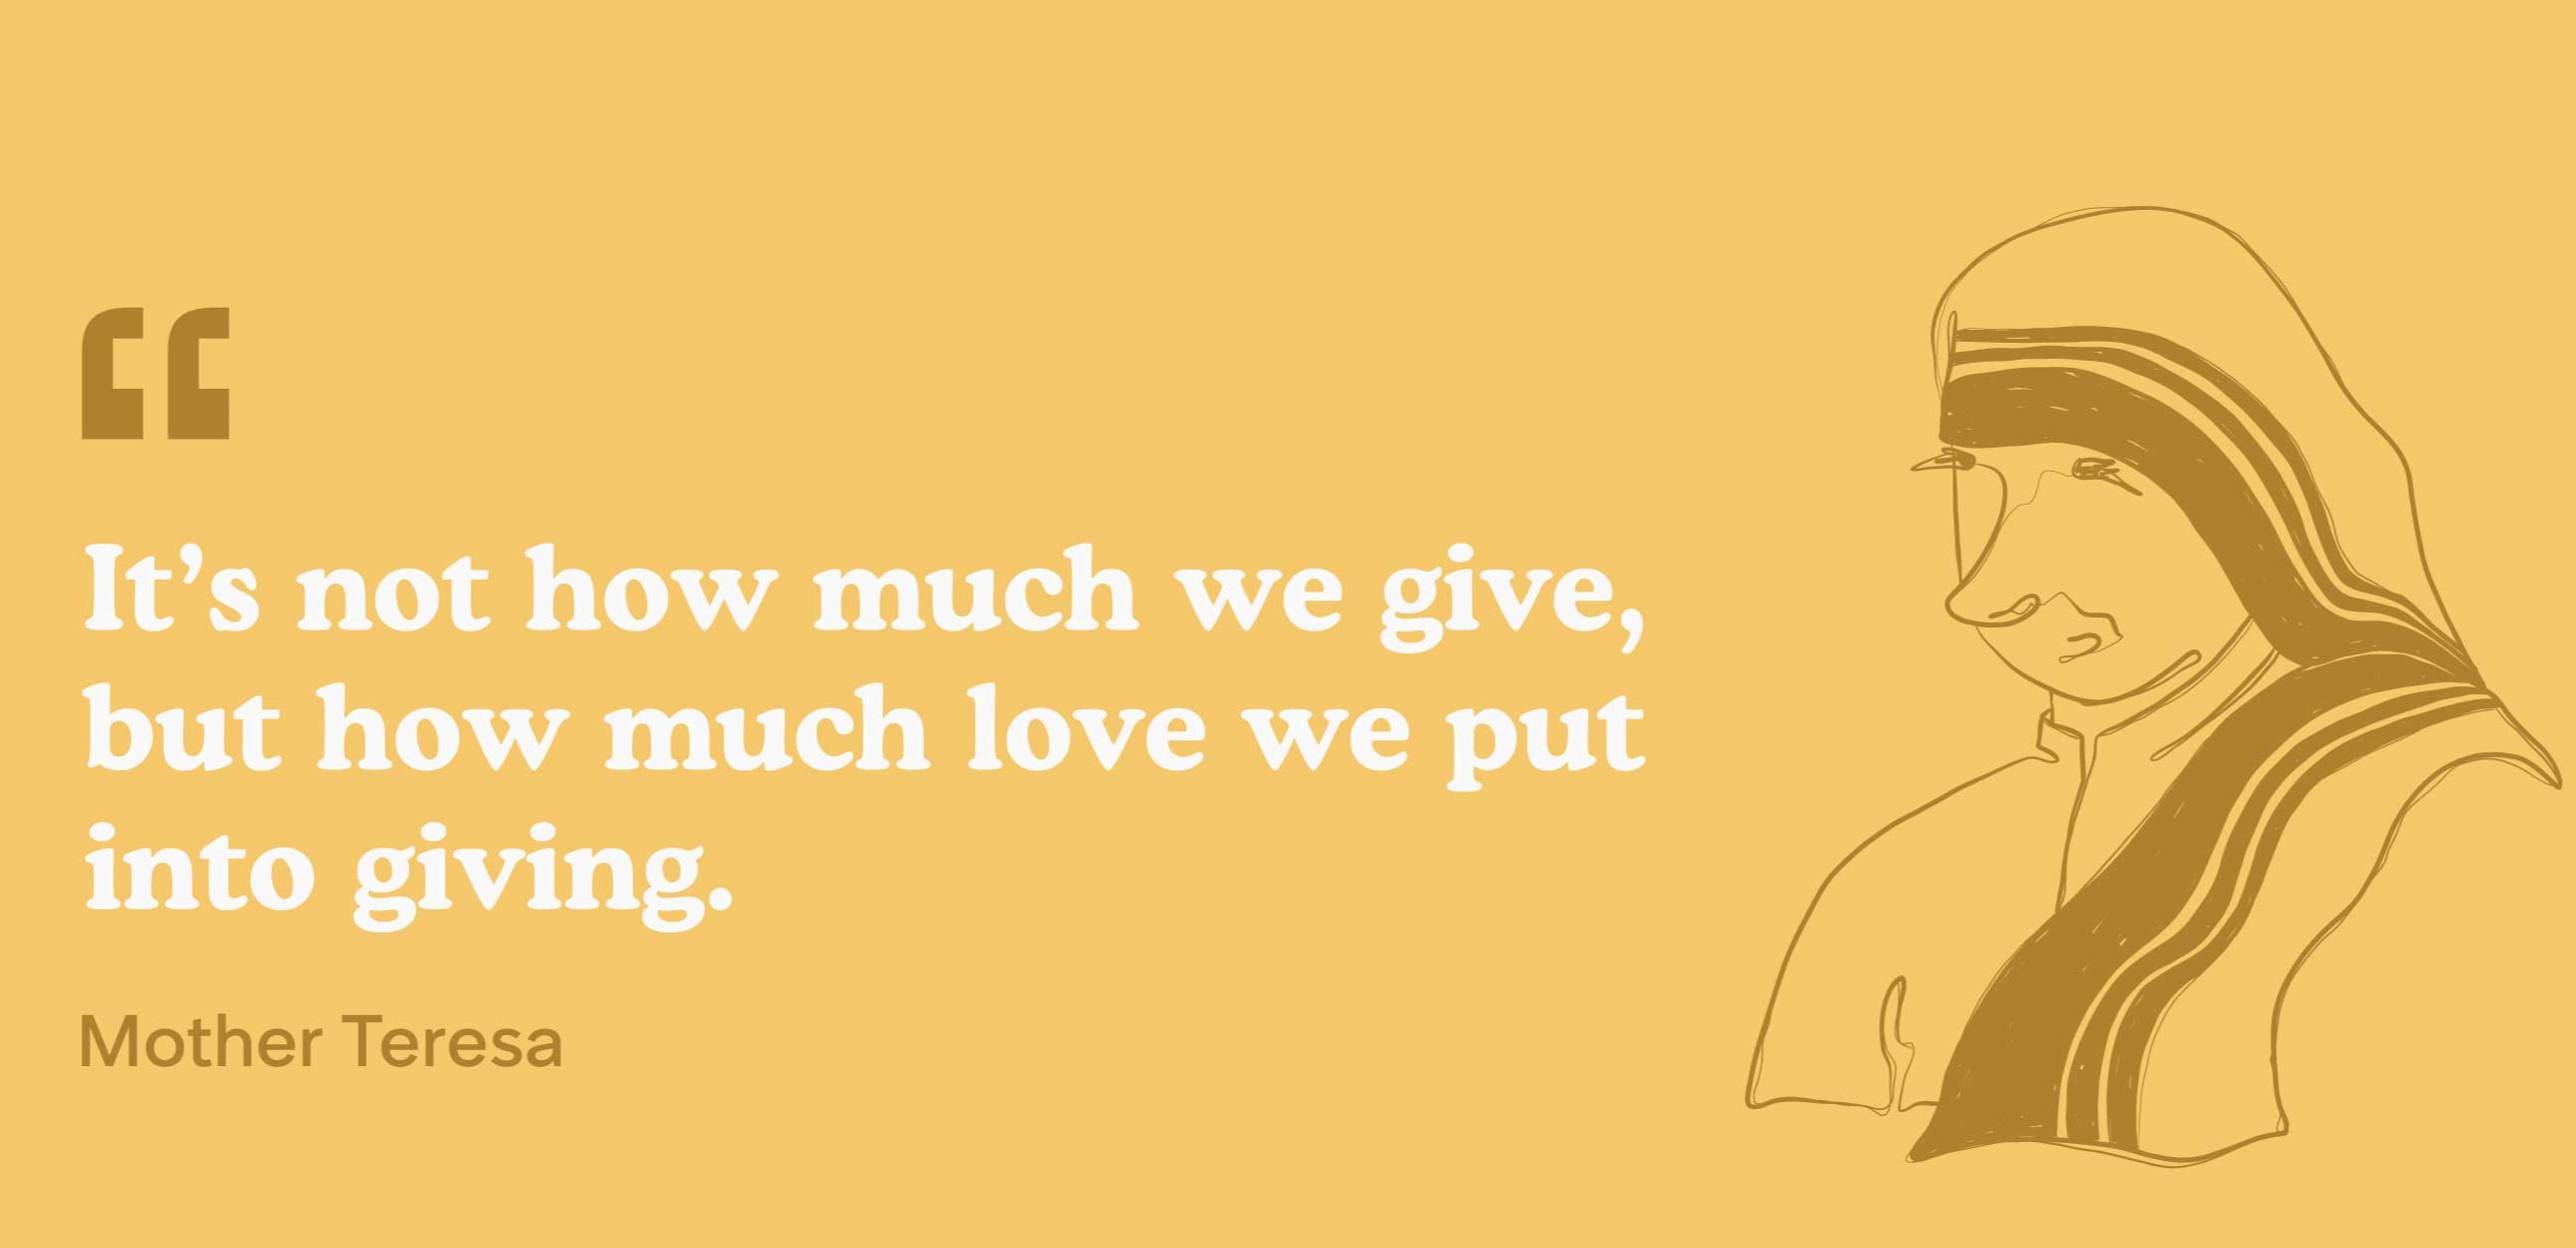 “
It’s not how much we give,
but how much love we put
into giving.
Mother Teresa